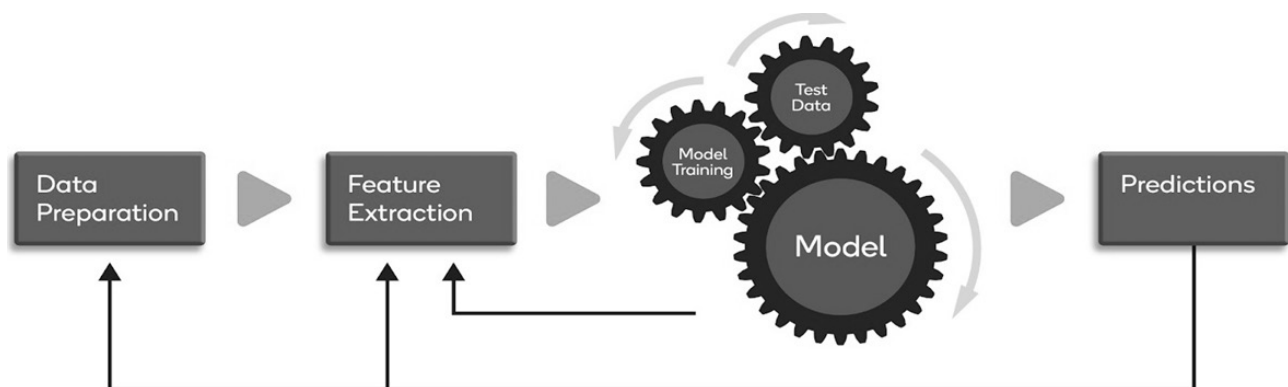 Data
Preparation
Feature
Extraction
Model
Training
Test
Data
Model
Predictions